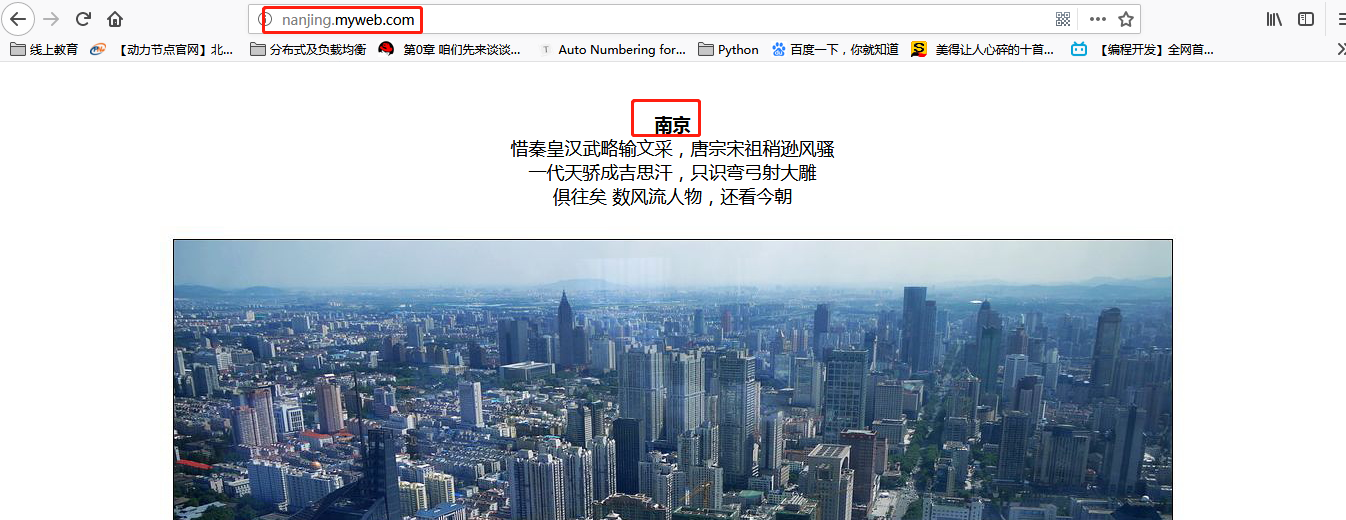 nanjing.myweb.com
线上教育 【动力节点官网】北... 分布式及负载均衡 第0章 咱们先来谈谈... T Auto Numbering for... Python 百度一下，你就知道 S 美得让人心碎的十首... 【编程开发】全网首...
南京
惜秦皇汉武略输文采，唐宗宋祖稍逊风骚
一代天骄成吉思汗，只识弯弓射大雕
俱往矣 数风流人物，还看今朝